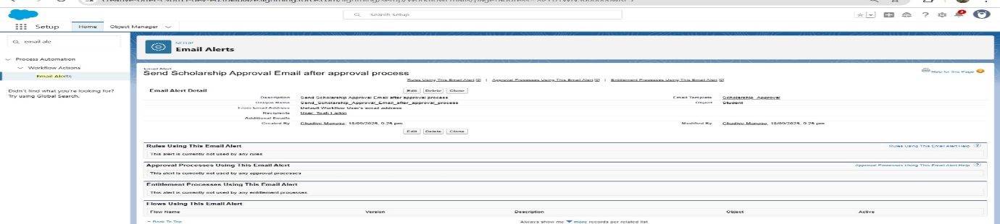 Search Setup
Setup Home Object Manager
email ale
Process Automation
Workflow Actions
Email Alerts
Didn't find what you're looking for?
Try using Global Search.
SETUP
Email Alerts
Email Alert
Send Scholarship Approval Email after approval process
Help for this Page
Rules Using This Email Alert [0] | Approval Processes Using This Email Alert [0] | Entitlement Processes Using This Email Alert [0]
Email Alert Detail Edit Delete Clone
Description Send Scholarship Approval Email after approval process Email Template Scholarship_Approval
Unique Name Send_Scholarship_Approval_Email_after_approval_process Object Student
From Email Address Default Workflow User's email address
Recipients User:
Additional Emails
Created By 18/09/2025, 9:25 pm Modified By 18/09/2025, 9:25 pm
Edit Delete Clone
Rules Using This Email Alert Rules Using This Email Alert Help ?
This alert is currently not used by any rules
Approval Processes Using This Email Alert Approval Processes Using This Email Alert Help ?
This alert is currently not used by any approval processes
Entitlement Processes Using This Email Alert
This alert is currently not used by any entitlement processes
Flows Using This Email Alert
Flow Name Version Description Object Active
^ Back To Top Always show me more records per related list